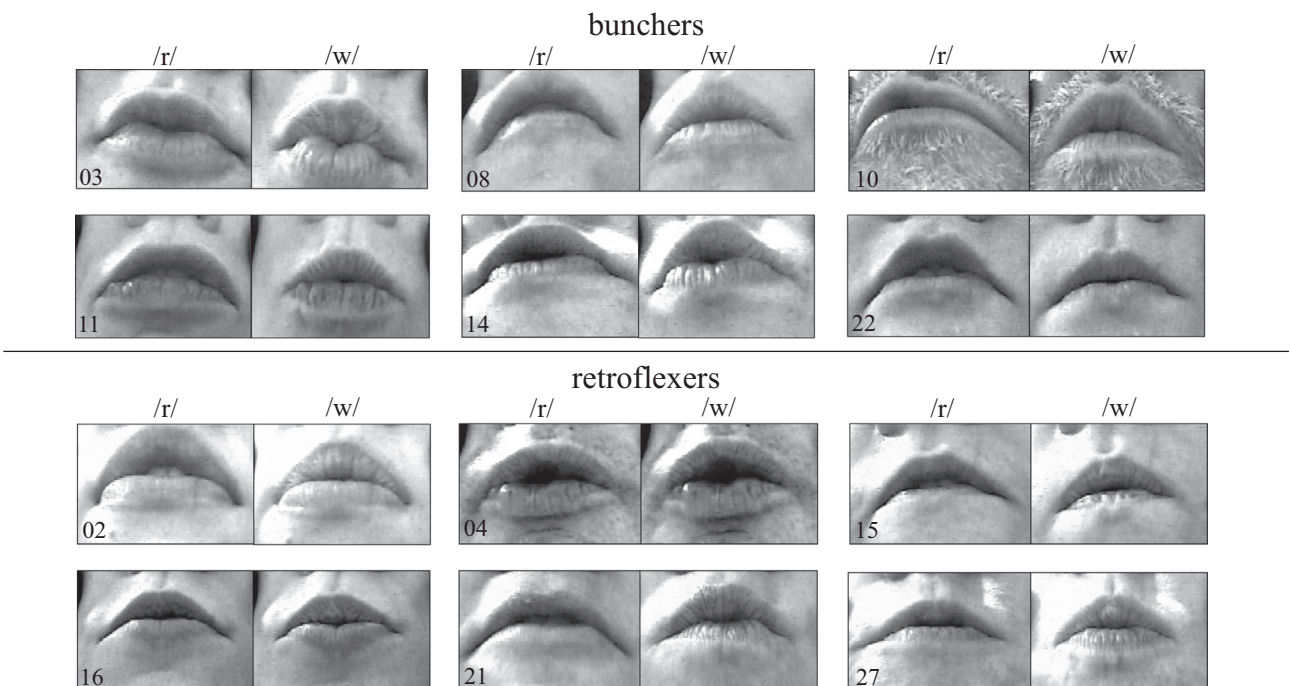 bunchers
/r/ /w/ /r/ /w/ /r/ /w/
03 08 10
11 14 22
retroflexers
/r/ /w/ /r/ /w/ /r/ /w/
02 04 15
16 21 27